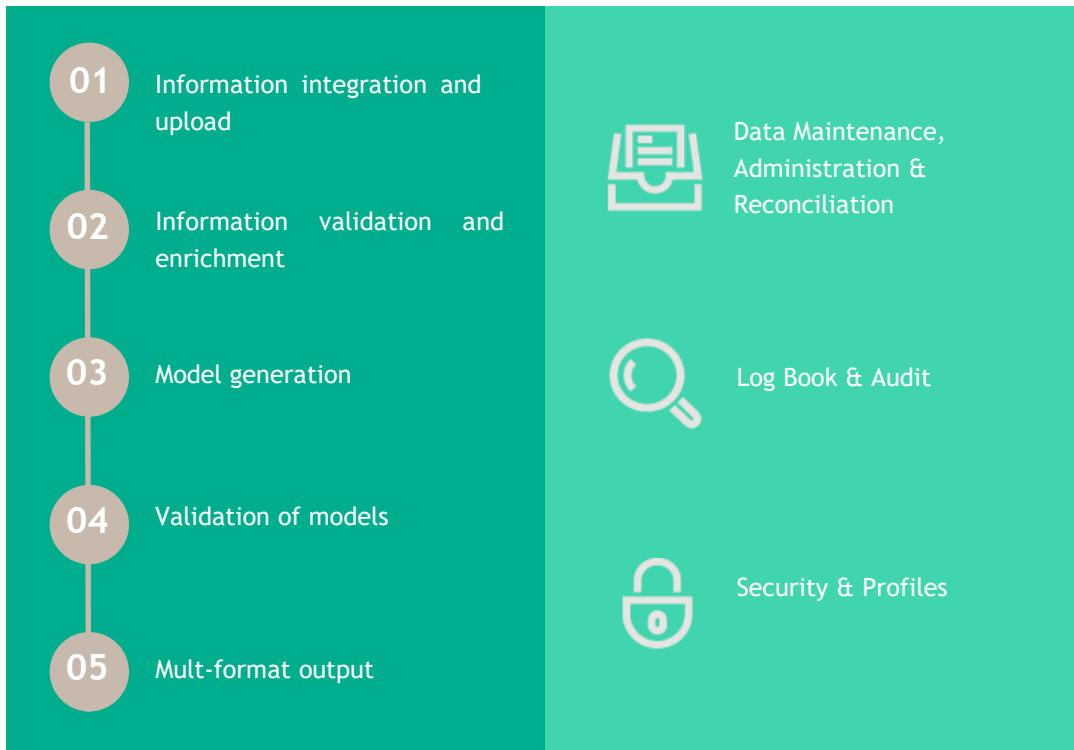 01
Information integration and
upload
02
Information validation and
enrichment
03
Model generation
04
Validation of models
05
Mult-format output
Data Maintenance,
Administration &
Reconciliation
Log Book & Audit
Security & Profiles